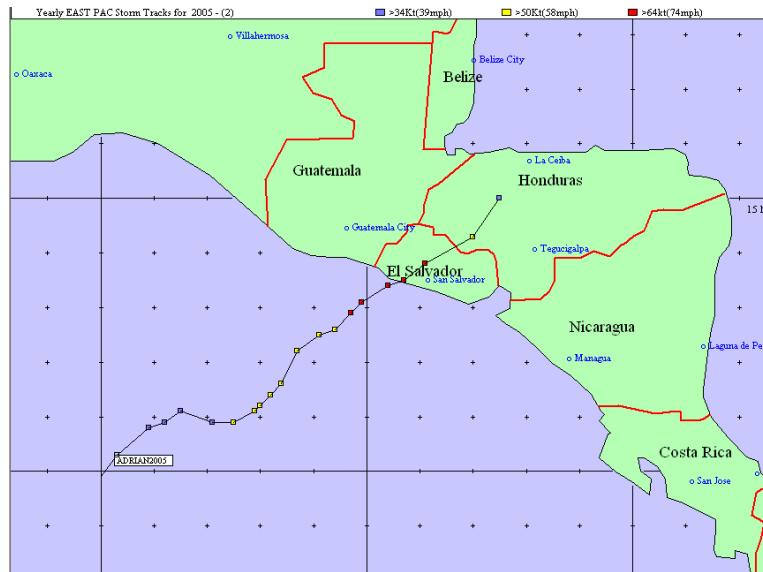 Yearly EAST PAC Storm Tracks for 2005 - (2) >34Kt(39mph) >50Kt(58mph) >64kt(74mph)
Villahermosa
Belize City
Oaxaca
Belize
La Ceiba
Guatemala
Honduras
15 N
Guatemala City
Tegucigalpa
El Salvador
San Salvador
Nicaragua
Laguna de Pe
Managua
Costa Rica
ADRIAN2005
San Jose